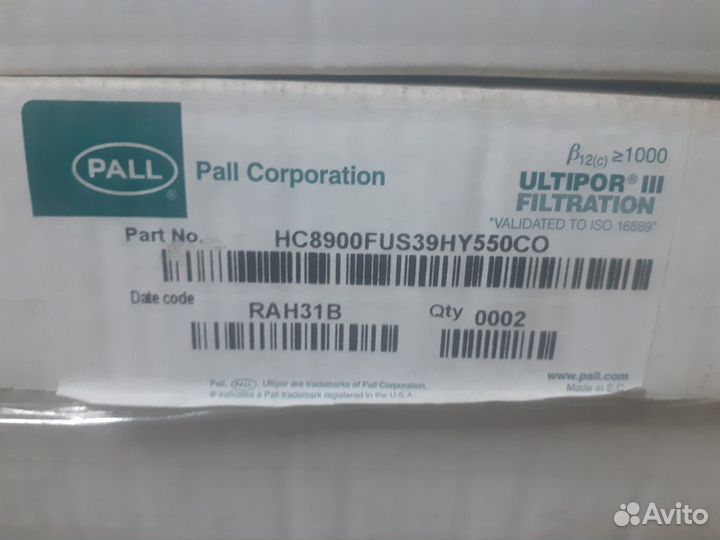 PALL
®
Pall Corporation
β12(c) ≥1000
ULTIPOR® III
FILTRATION
"VALIDATED TO ISO 16889"
Part No. HC8900FUS39HY550CO
Date code RAH31B Qty 0002
Pall, PALL, Ultipor are trademarks of Pall Corporation.
® indicates a Pall trademark registered in the U.S.A.
www.pall.com
Made in E.C.
Avito